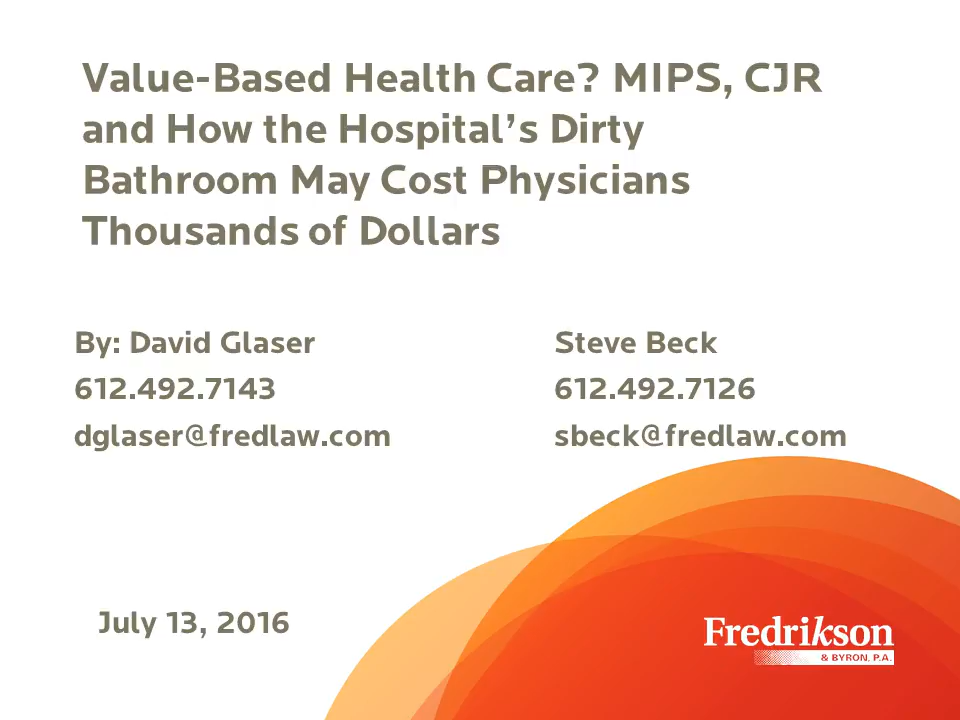 Value-Based Health Care? MIPS, CJR
and How the Hospital's Dirty
Bathroom May Cost Physicians
Thousands of Dollars
By: David Glaser
612.492.7143
dglaser@fredlaw.com
Steve Beck
612.492.7126
sbeck@fredlaw.com
July 13, 2016
Fredrikson
& BYRON, P.A.